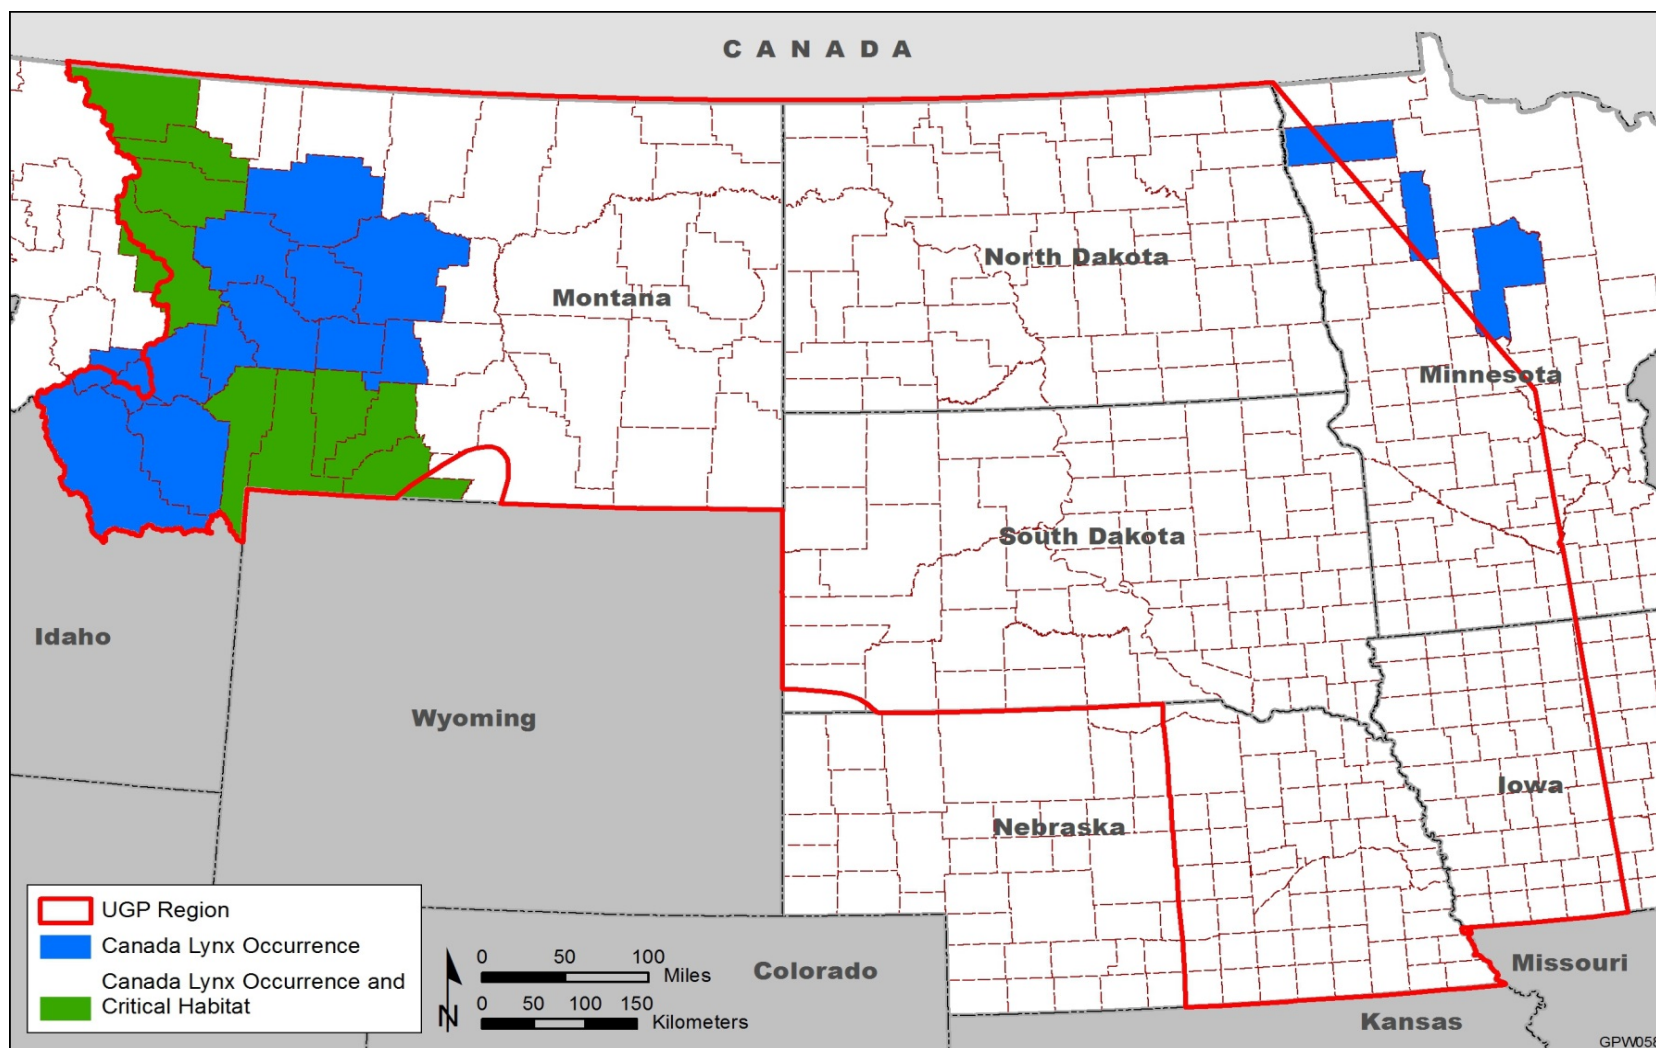 CANADA
North Dakota
Montana
Minnesota
South Dakota
Idaho
Wyoming
Iowa
Nebraska
UGP Region
Canada Lynx Occurrence
Canada Lynx Occurrence and
Critical Habitat
N
0 50 100
Miles
0 50 100 150
Kilometers
Colorado
Missouri
Kansas
GPW058